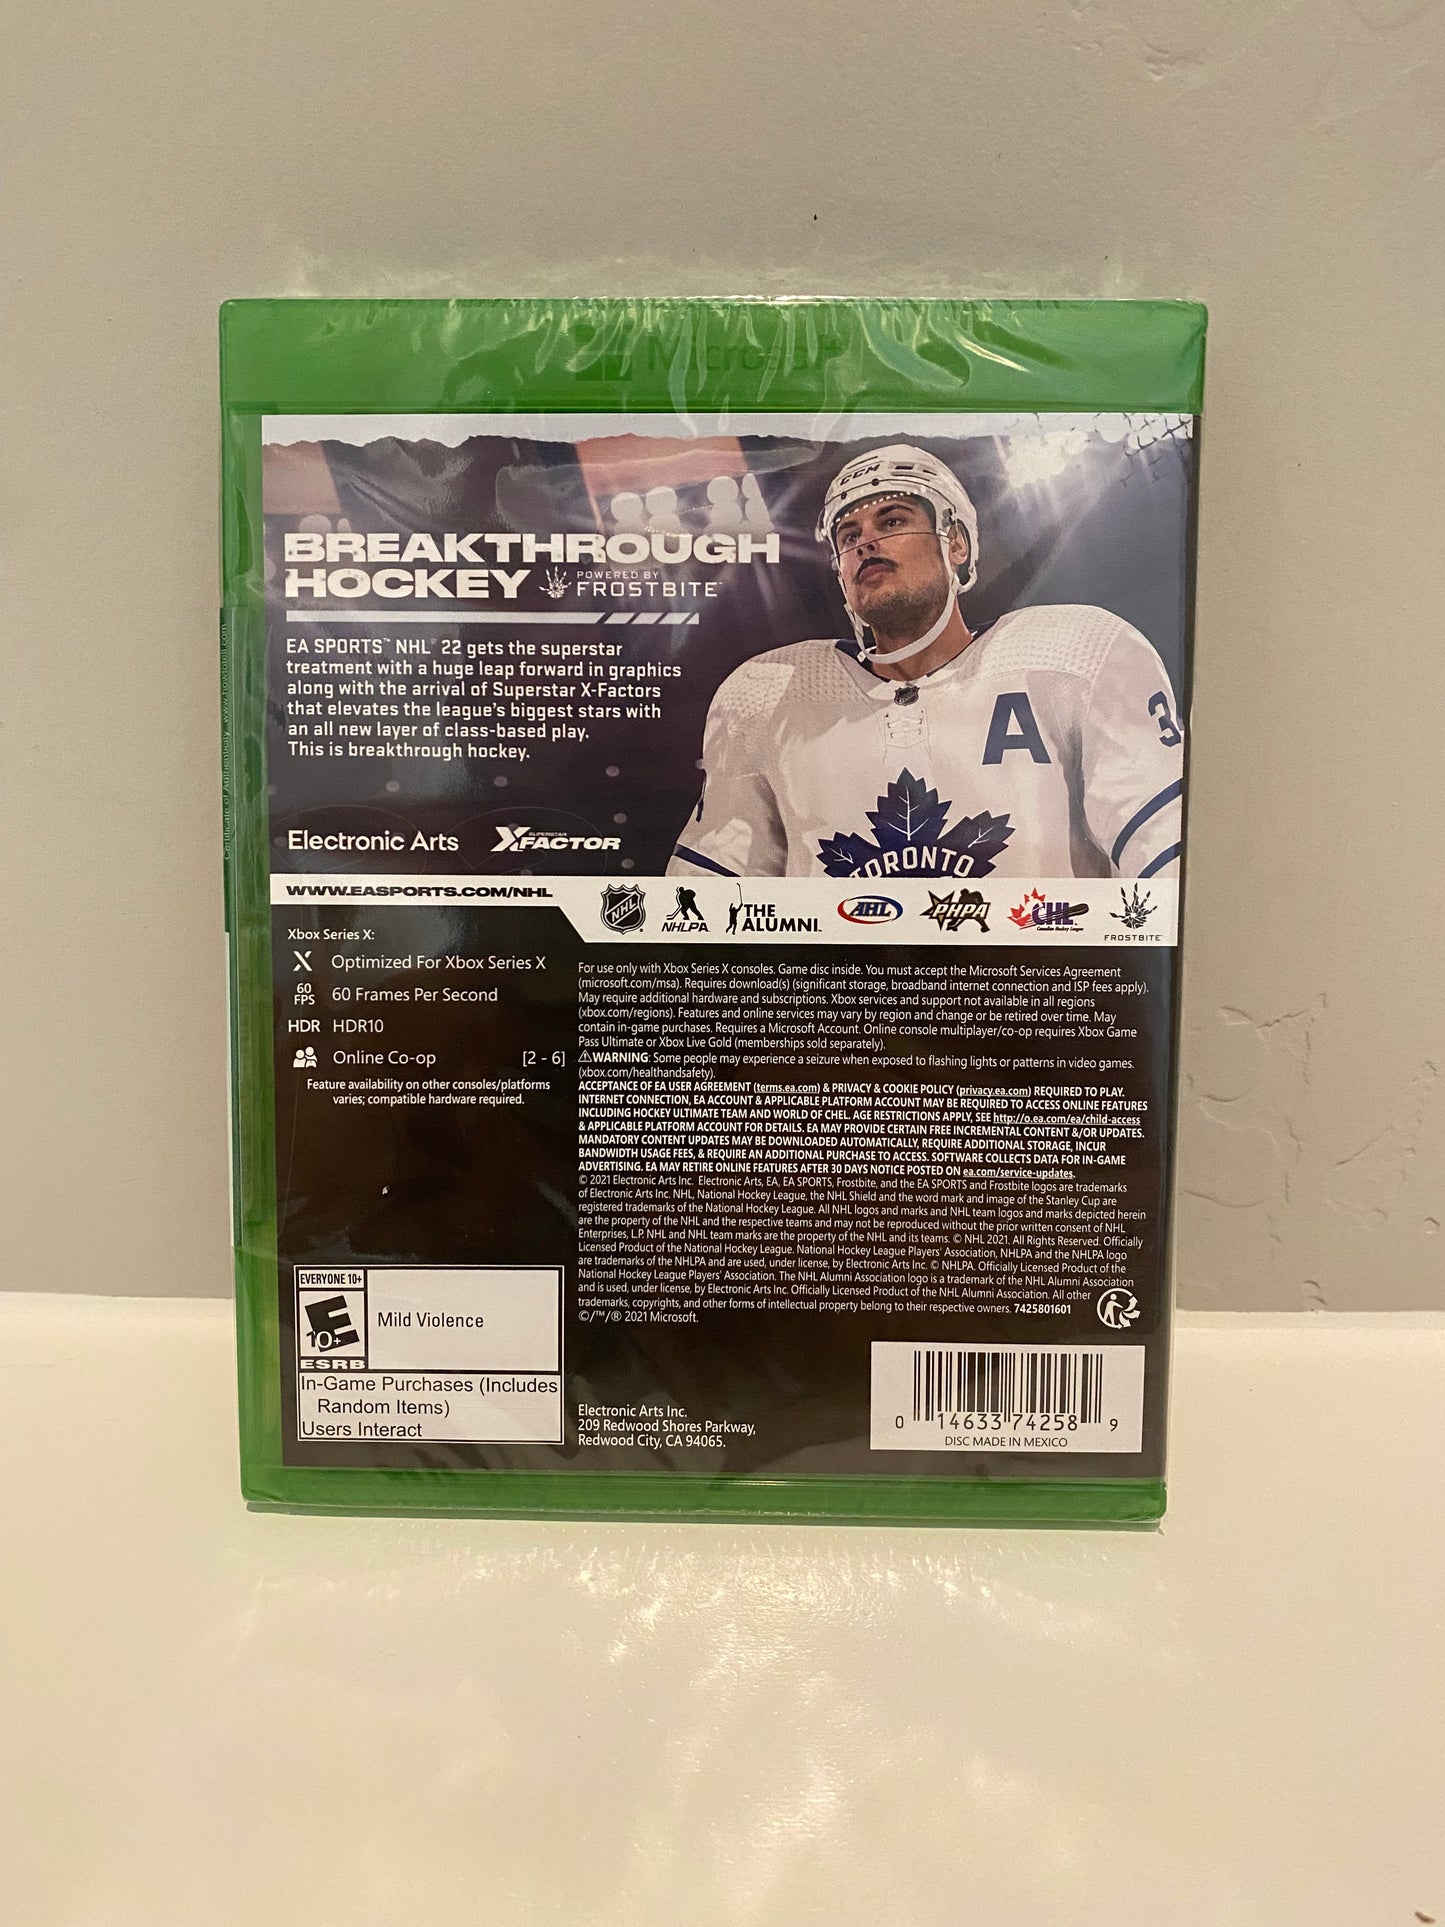 Microsoft
CCM
BREAKTHROUGH
HOCKEY POWERED BY FROSTBITE™
EA SPORTS™ NHL® 22 gets the superstar
treatment with a huge leap forward in graphics
along with the arrival of Superstar X-Factors
that elevates the league's biggest stars with
an all new layer of class-based play.
This is breakthrough hockey.
A
3
TORONTO
Electronic Arts
SUPERSTAR
XFACTOR
Certificate of Authenticity www.howtotell.com
WWW.EASPORTS.COM/NHL
NHL
NHLPA
THE ALUMNI
AHL
PHPA
CHL
Canadian Hockey League
FROSTBITE™
Xbox Series X:
X Optimized For Xbox Series X
60 FPS 60 Frames Per Second
HDR HDR10
Online Co-op [2 - 6]
Feature availability on other consoles/platforms
varies; compatible hardware required.
For use only with Xbox Series X consoles. Game disc inside. You must accept the Microsoft Services Agreement
(microsoft.com/msa). Requires download(s) (significant storage, broadband internet connection and ISP fees apply).
May require additional hardware and subscriptions. Xbox services and support not available in all regions
(xbox.com/regions). Features and online services may vary by region and change or be retired over time. May
contain in-game purchases. Requires a Microsoft Account. Online console multiplayer/co-op requires Xbox Game
Pass Ultimate or Xbox Live Gold (memberships sold separately).
⚠WARNING: Some people may experience a seizure when exposed to flashing lights or patterns in video games.
(xbox.com/healthandsafety).
ACCEPTANCE OF EA USER AGREEMENT (terms.ea.com) & PRIVACY & COOKIE POLICY (privacy.ea.com) REQUIRED TO PLAY.
INTERNET CONNECTION, EA ACCOUNT & APPLICABLE PLATFORM ACCOUNT MAY BE REQUIRED TO ACCESS ONLINE FEATURES
INCLUDING HOCKEY ULTIMATE TEAM AND WORLD OF CHEL. AGE RESTRICTIONS APPLY, SEE http://o.ea.com/ea/child-access
& APPLICABLE PLATFORM ACCOUNT FOR DETAILS. EA MAY PROVIDE CERTAIN FREE INCREMENTAL CONTENT &/OR UPDATES.
MANDATORY CONTENT UPDATES MAY BE DOWNLOADED AUTOMATICALLY, REQUIRE ADDITIONAL STORAGE, INCUR
BANDWIDTH USAGE FEES, & REQUIRE AN ADDITIONAL PURCHASE TO ACCESS. SOFTWARE COLLECTS DATA FOR IN-GAME
ADVERTISING. EA MAY RETIRE ONLINE FEATURES AFTER 30 DAYS NOTICE POSTED ON ea.com/service-updates.
© 2021 Electronic Arts Inc. Electronic Arts, EA, EA SPORTS, Frostbite, and the EA SPORTS and Frostbite logos are trademarks
of Electronic Arts Inc. NHL, National Hockey League, the NHL Shield and the word mark and image of the Stanley Cup are
registered trademarks of the National Hockey League. All NHL logos and marks and NHL team logos and marks depicted herein
are the property of the NHL and the respective teams and may not be reproduced without the prior written consent of NHL
Enterprises, L.P. NHL and NHL team marks are the property of the NHL and its teams. © NHL 2021. All Rights Reserved. Officially
Licensed Product of the National Hockey League. National Hockey League Players' Association, NHLPA and the NHLPA logo
are trademarks of the NHLPA and are used, under license, by Electronic Arts Inc. © NHLPA. Officially Licensed Product of the
National Hockey League Players' Association. The NHL Alumni Association logo is a trademark of the NHL Alumni Association
and is used, under license, by Electronic Arts Inc. Officially Licensed Product of the NHL Alumni Association. All other
trademarks, copyrights, and other forms of intellectual property belong to their respective owners. 7425801601
©/™/® 2021 Microsoft.
EVERYONE 10+
E
10+
ESRB
Mild Violence
In-Game Purchases (Includes
Random Items)
Users Interact
Electronic Arts Inc.
209 Redwood Shores Parkway,
Redwood City, CA 94065.
0 14633 74258 9
DISC MADE IN MEXICO